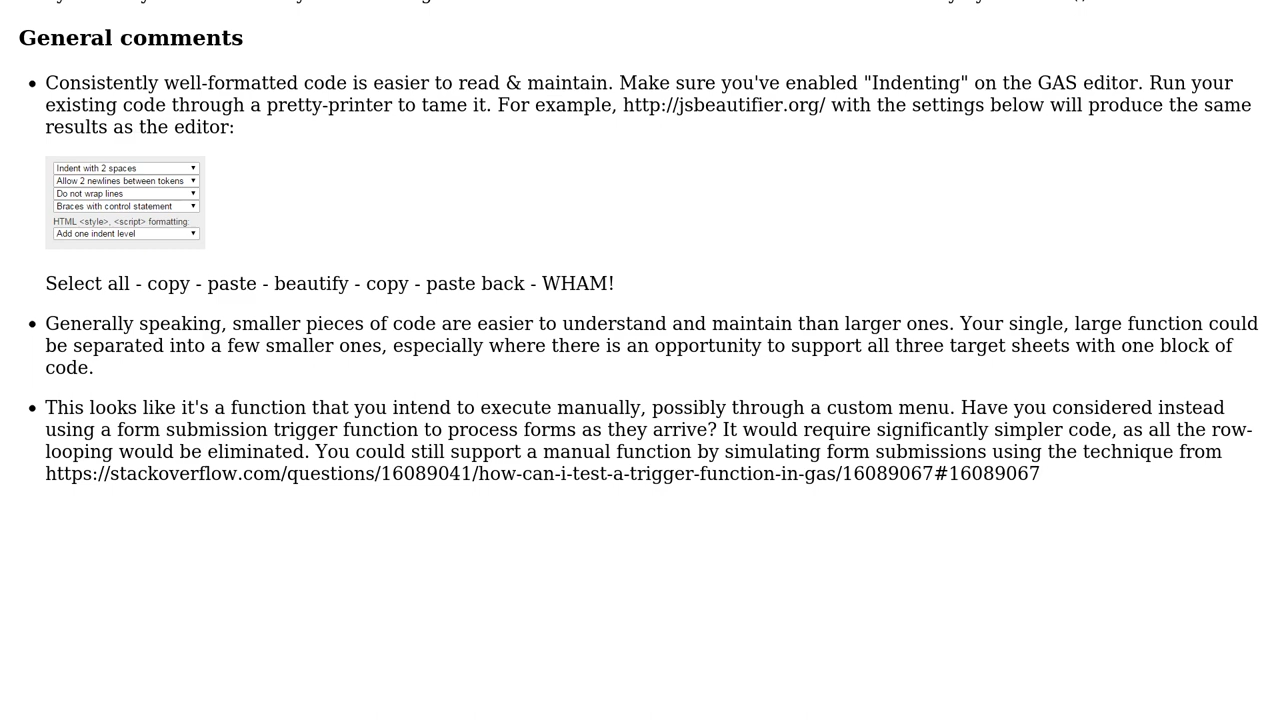 General comments
• Consistently well-formatted code is easier to read & maintain. Make sure you've enabled "Indenting" on the GAS editor. Run your
existing code through a pretty-printer to tame it. For example, http://jsbeautifier.org/ with the settings below will produce the same
results as the editor:
Indent with 2 spaces
Allow 2 newlines between tokens
Do not wrap lines
Braces with control statement
HTML <style>, <script> formatting:
Add one indent level
Select all - copy - paste - beautify - copy - paste back - WHAM!
• Generally speaking, smaller pieces of code are easier to understand and maintain than larger ones. Your single, large function could
be separated into a few smaller ones, especially where there is an opportunity to support all three target sheets with one block of
code.
• This looks like it's a function that you intend to execute manually, possibly through a custom menu. Have you considered instead
using a form submission trigger function to process forms as they arrive? It would require significantly simpler code, as all the row-
looping would be eliminated. You could still support a manual function by simulating form submissions using the technique from
https://stackoverflow.com/questions/16089041/how-can-i-test-a-trigger-function-in-gas/16089067#16089067